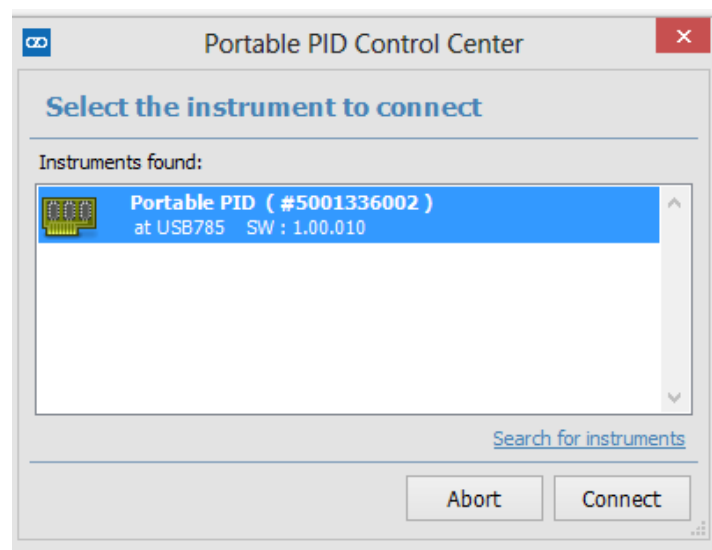 Portable PID Control Center
Select the instrument to connect
Instruments found:
Portable PID ( #5001336002 )
at USB785 SW : 1.00.010
Search for instruments
Abort Connect